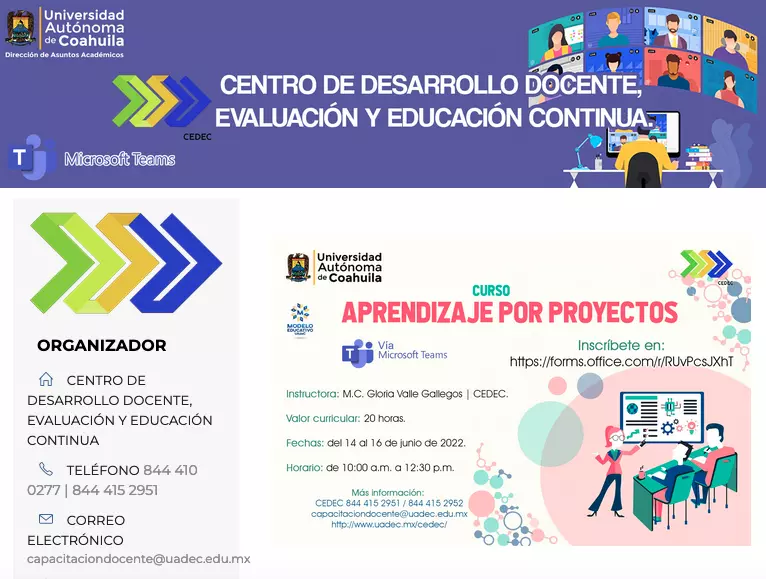 Universidad
Autónoma
de Coahuila
Dirección de Asuntos Académicos
CENTRO DE DESARROLLO DOCENTE,
EVALUACIÓN Y EDUCACIÓN CONTINUA.
CEDEC
T
Microsoft Teams
ORGANIZADOR
CENTRO DE
DESARROLLO DOCENTE,
EVALUACIÓN Y EDUCACIÓN
CONTINUA
TELÉFONO 844 410
0277 | 844 415 2951
CORREO
ELECTRÓNICO
capacitaciondocente@uadec.edu.mx
Universidad
Autónoma
de Coahuila
CEDEC
CURSO
APRENDIZAJE POR PROYECTOS
MODELO
EDUCATIVO
T
Vía
Microsoft Teams
Inscríbete en:
https://forms.office.com/r/RUvPcsJXhT
Instructora: M.C. Gloria Valle Gallegos | CEDEC.
Valor curricular: 20 horas.
Fechas: del 14 al 16 de junio de 2022.
Horario: de 10:00 a.m. a 12:30 p.m.
Más información:
CEDEC 844 415 2951 / 844 415 2952
capacitaciondocente@uadec.edu.mx
http://www.uadec.mx/cedec/